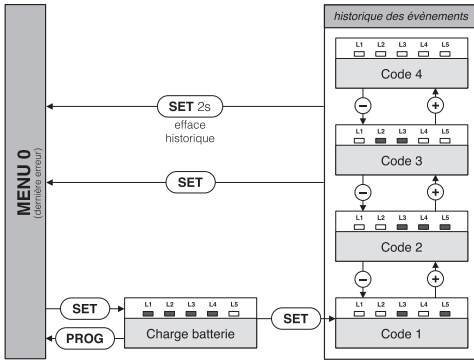 MENU 0
(dernière erreur)
historique des évènements
L1 L2 L3 L4 L5
Code 4
− +
SET 2s
efface
historique
L1 L2 L3 L4 L5
Code 3
SET
− +
L1 L2 L3 L4 L5
Code 2
− +
SET
L1 L2 L3 L4 L5
Charge batterie
PROG
SET
L1 L2 L3 L4 L5
Code 1